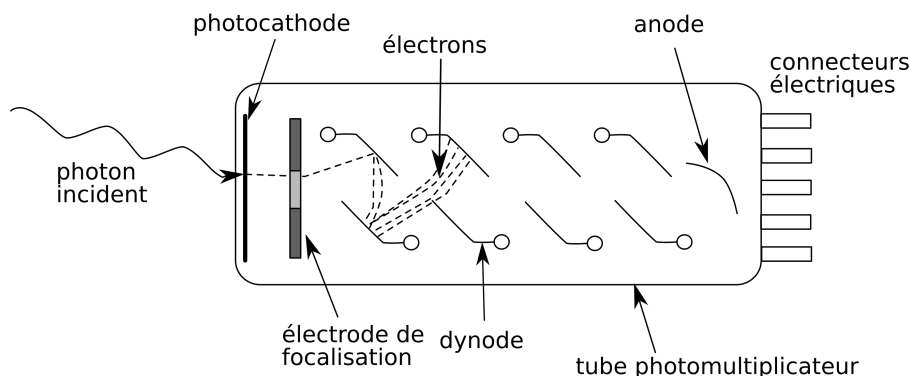 photocathode
électrons
anode
connecteurs
électriques
photon
incident
électrode de
focalisation
dynode
tube photomultiplicateur